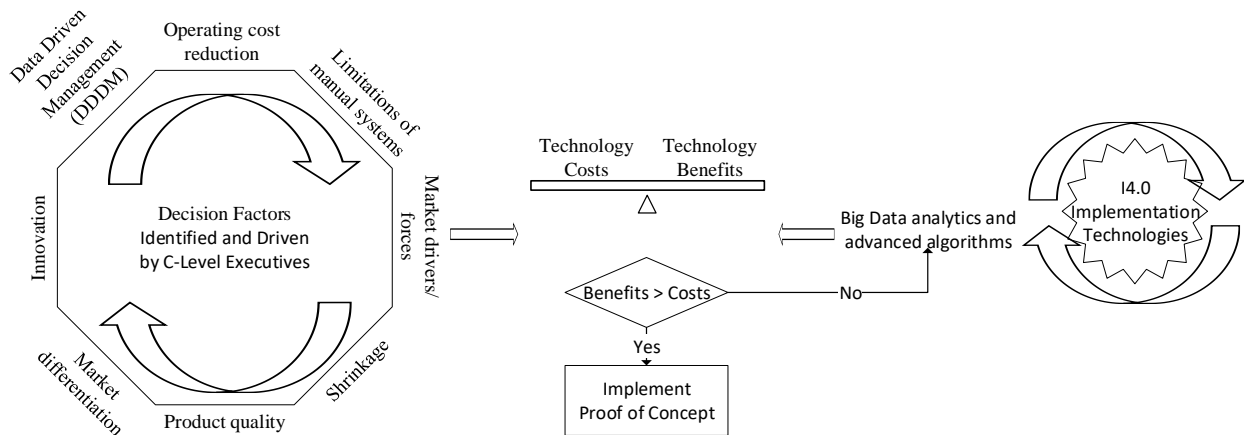 Data Driven
Decision
Management
(DDDM)
Operating cost
reduction
Limitations of
manual systems
Market drivers/
forces
Shrinkage
Product quality
Market
differentiation
Innovation
Decision Factors
Identified and Driven
by C-Level Executives
Technology
Costs
Technology
Benefits
Benefits > Costs
No
Yes
Implement
Proof of Concept
Big Data analytics and
advanced algorithms
I4.0
Implementation
Technologies